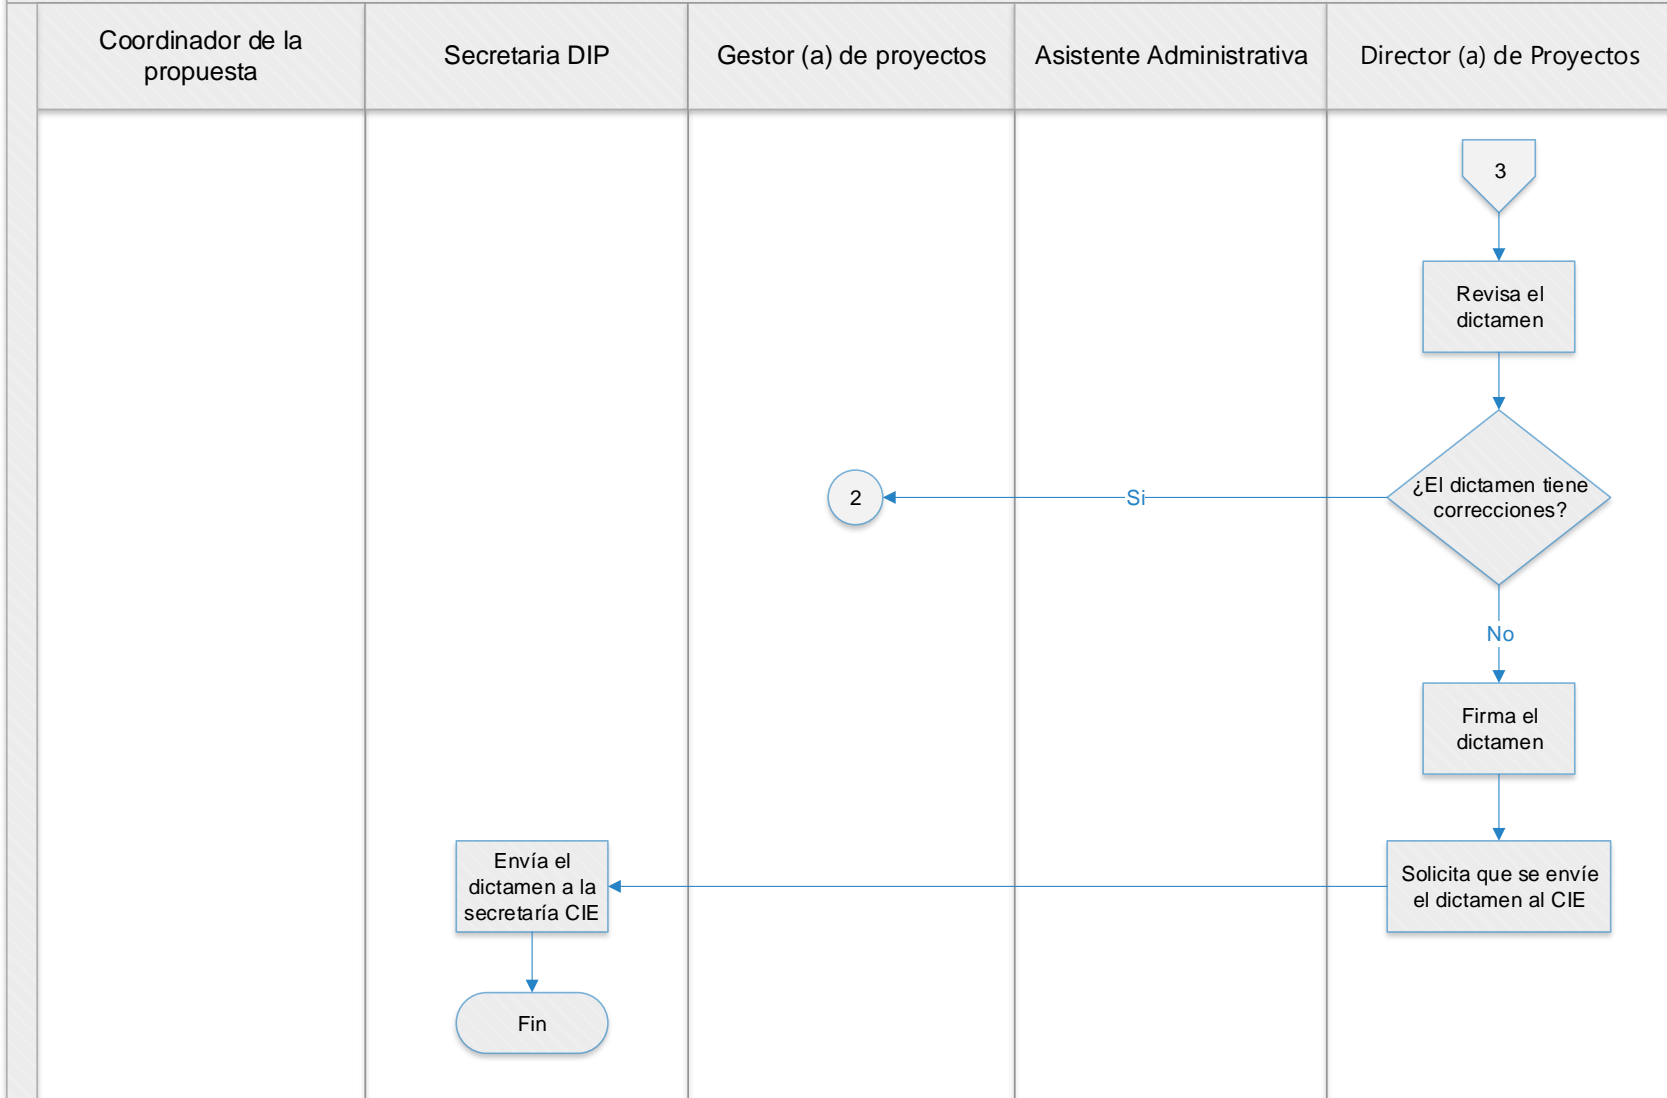 Coordinador de la
propuesta
Secretaria DIP
Gestor (a) de proyectos
Asistente Administrativa
Director (a) de Proyectos
3
Revisa el
dictamen
¿El dictamen tiene
correcciones?
Si
2
No
Firma el
dictamen
Solicita que se envíe
el dictamen al CIE
Envía el
dictamen a la
secretaría CIE
Fin